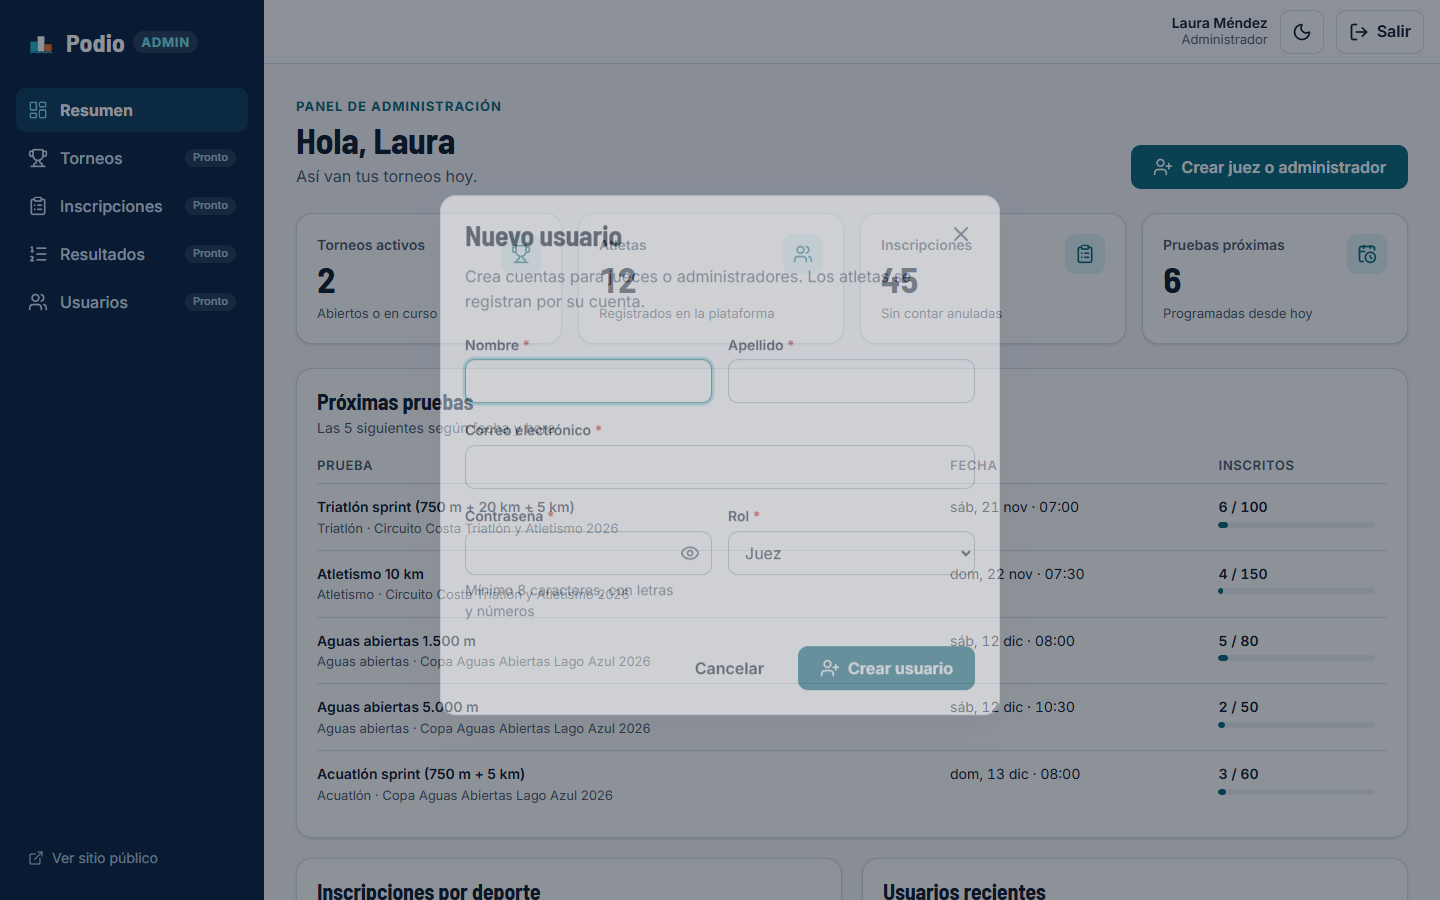 Podio ADMIN
Resumen
Torneos Pronto
Inscripciones Pronto
Resultados Pronto
Usuarios Pronto
Ver sitio público
Laura Méndez
Administrador
Salir
PANEL DE ADMINISTRACIÓN
Hola, Laura
Así van tus torneos hoy.
Crear juez o administrador
Torneos activos
2
Abiertos o en curso
Atletas
12
Registrados en la plataforma
Inscripciones
45
Sin contar anuladas
Pruebas próximas
6
Programadas desde hoy
Próximas pruebas
Las 5 siguientes según fecha y hora
PRUEBA FECHA INSCRITOS
Triatlón sprint (750 m + 20 km + 5 km) sáb, 21 nov · 07:00 6 / 100
Triatlón · Circuito Costa Triatlón y Atletismo 2026
Atletismo 10 km dom, 22 nov · 07:30 4 / 150
Atletismo · Circuito Costa Triatlón y Atletismo 2026
Aguas abiertas 1.500 m sáb, 12 dic · 08:00 5 / 80
Aguas abiertas · Copa Aguas Abiertas Lago Azul 2026
Aguas abiertas 5.000 m sáb, 12 dic · 10:30 2 / 50
Aguas abiertas · Copa Aguas Abiertas Lago Azul 2026
Acuatlón sprint (750 m + 5 km) dom, 13 dic · 08:00 3 / 60
Acuatlón · Copa Aguas Abiertas Lago Azul 2026
Inscripciones por deporte
Usuarios recientes
Nuevo usuario
Crea cuentas para jueces o administradores. Los atletas se
registran por su cuenta.
Nombre *
Apellido *
Correo electrónico *
Contraseña *
Rol *
Juez
Mínimo 8 caracteres, con letras
y números
Cancelar
Crear usuario